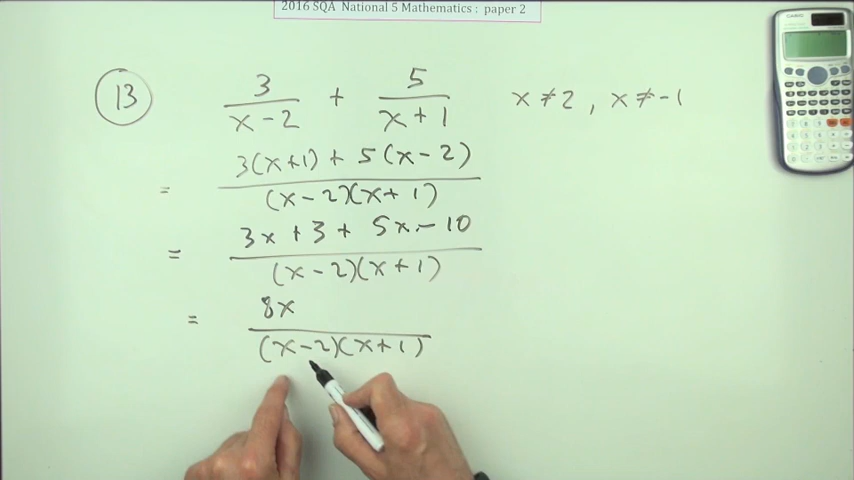 2016 SQA National 5 Mathematics : paper 2
CASIO
13 3/(x-2) + 5/(x+1) x ≠ 2 , x ≠ -1
= (3(x+1) + 5(x-2))/((x-2)(x+1))
= (3x + 3 + 5x - 10)/((x-2)(x+1))
= 8x/((x-2)(x+1))